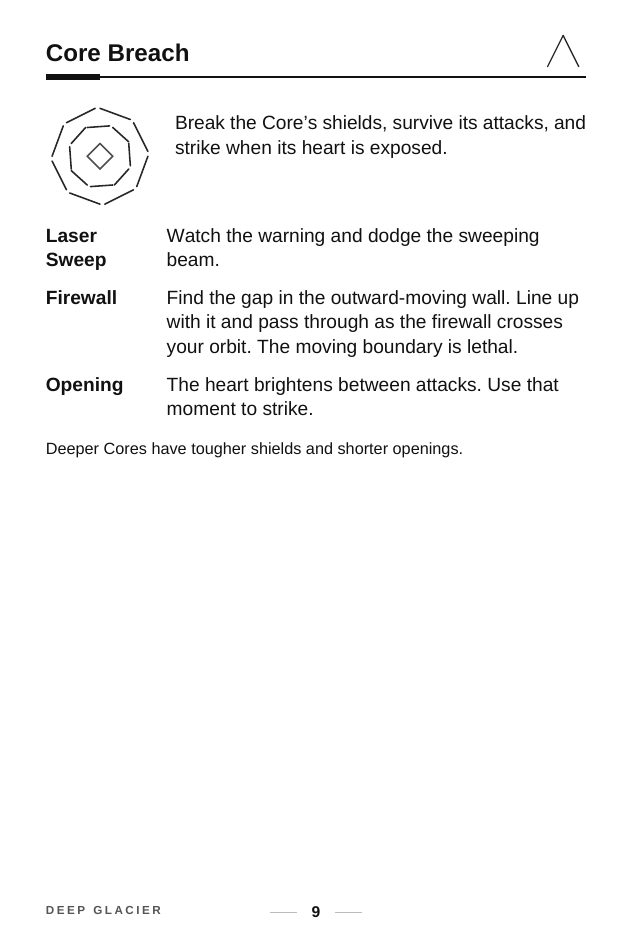 Core Breach
Break the Core’s shields, survive its attacks, and
strike when its heart is exposed.
Laser Watch the warning and dodge the sweeping
Sweep beam.
Firewall Find the gap in the outward-moving wall. Line up
with it and pass through as the firewall crosses
your orbit. The moving boundary is lethal.
Opening The heart brightens between attacks. Use that
moment to strike.
Deeper Cores have tougher shields and shorter openings.
DEEP GLACIER 9